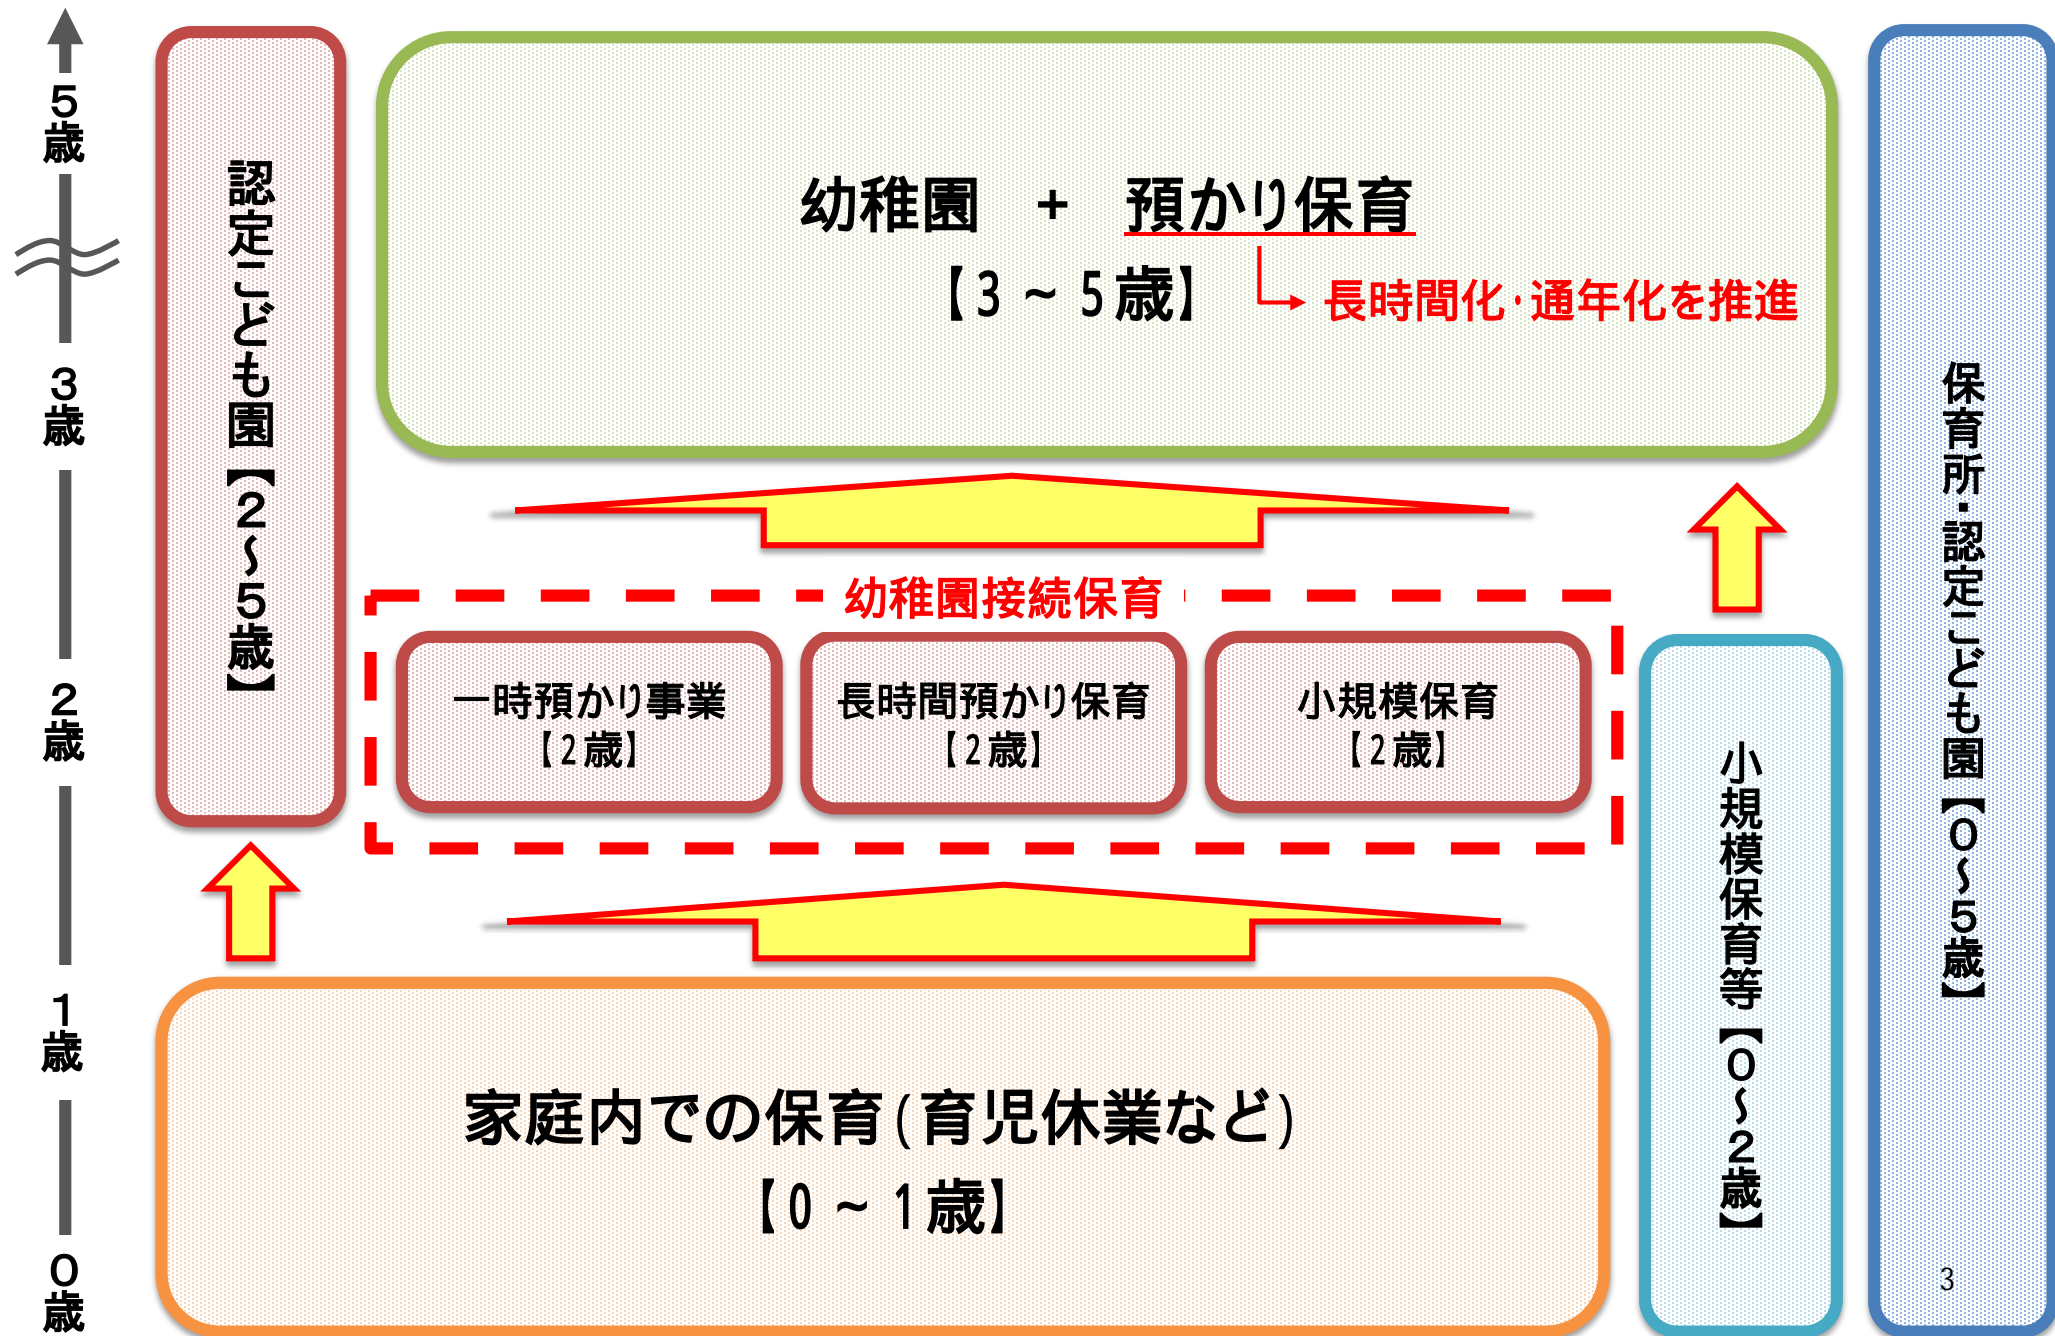 5歳
3歳
2歳
1歳
0歳
認定こども園【2～5歳】
幼稚園　+　預かり保育
【3～5歳】
長時間化・通年化を推進
幼稚園接続保育
一時預かり事業
【2歳】
長時間預かり保育
【2歳】
小規模保育
【2歳】
家庭内での保育(育児休業など)
【0～1歳】
小規模保育等【0～2歳】
保育所・認定こども園【0～5歳】
3